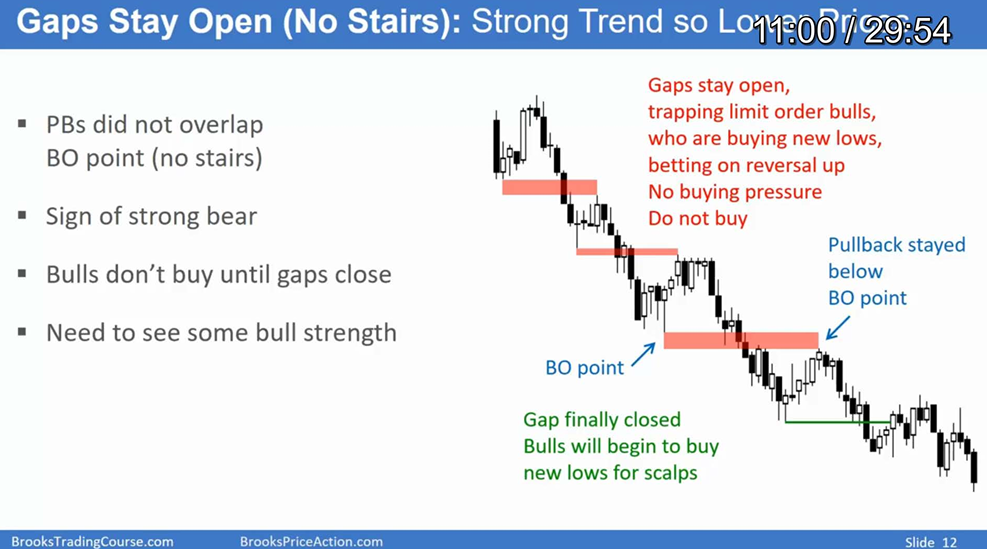 Gaps Stay Open (No Stairs): Strong Trend so
11:00 / 29:54
▪ PBs did not overlap
BO point (no stairs)
▪ Sign of strong bear
▪ Bulls don't buy until gaps close
▪ Need to see some bull strength
Gaps stay open,
trapping limit order bulls,
who are buying new lows,
betting on reversal up
No buying pressure
Do not buy
Pullback stayed
below
BO point
BO point
Gap finally closed
Bulls will begin to buy
new lows for scalps
BrooksTradingCourse.com
BrooksPriceAction.com
Slide 12